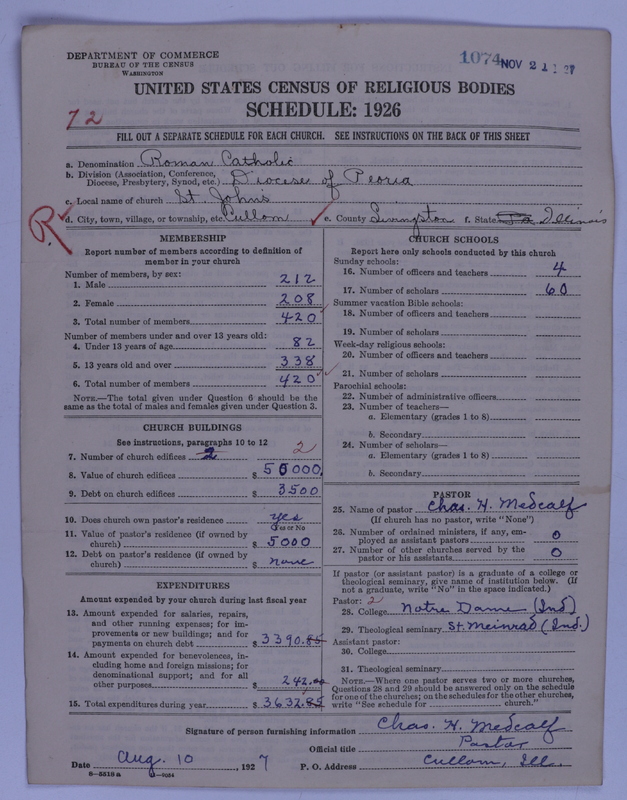 DEPARTMENT OF COMMERCE
BUREAU OF THE CENSUS
WASHINGTON
1074 NOV 21 1927
UNITED STATES CENSUS OF RELIGIOUS BODIES
SCHEDULE: 1926
72
FILL OUT A SEPARATE SCHEDULE FOR EACH CHURCH. SEE INSTRUCTIONS ON THE BACK OF THIS SHEET
a. Denomination Roman Catholic
b. Division (Association, Conference, Diocese, Presbytery, Synod, etc.) Diocese of Peoria
c. Local name of church St. Johns
R d. City, town, village, or township, etc. Cullom e. County Livingston f. State Illinois
MEMBERSHIP
Report number of members according to definition of
member in your church
Number of members, by sex:
1. Male 212
2. Female 208
3. Total number of members 420
Number of members under and over 13 years old:
4. Under 13 years of age 82
5. 13 years old and over 338
6. Total number of members 420
NOTE.—The total given under Question 6 should be
the same as the total of males and females given under Question 3.
CHURCH BUILDINGS
See instructions, paragraphs 10 to 12
7. Number of church edifices 2 2
8. Value of church edifices $ 50000
9. Debt on church edifices $ 3500
10. Does church own pastor's residence yes
Yes or No
11. Value of pastor's residence (if owned by
church) $ 5000
12. Debt on pastor's residence (if owned by
church) $ none
EXPENDITURES
Amount expended by your church during last fiscal year
13. Amount expended for salaries, repairs,
and other running expenses; for im-
provements or new buildings; and for
payments on church debt $ 3390.85
14. Amount expended for benevolences, in-
cluding home and foreign missions; for
denominational support; and for all
other purposes $ 242.00
15. Total expenditures during year $ 3632.85
CHURCH SCHOOLS
Report here only schools conducted by this church
Sunday schools:
16. Number of officers and teachers 4
17. Number of scholars 60
Summer vacation Bible schools:
18. Number of officers and teachers
19. Number of scholars
Week-day religious schools:
20. Number of officers and teachers
21. Number of scholars
Parochial schools:
22. Number of administrative officers
23. Number of teachers—
a. Elementary (grades 1 to 8)
b. Secondary
24. Number of scholars—
a. Elementary (grades 1 to 8)
b. Secondary
PASTOR
25. Name of pastor Chas. H. Medcalf
(If church has no pastor, write "None")
26. Number of ordained ministers, if any, em-
ployed as assistant pastors 0
27. Number of other churches served by the
pastor or his assistants 0
If pastor (or assistant pastor) is a graduate of a college or
theological seminary, give name of institution below. (If
not a graduate, write "No" in the space indicated.)
Pastor: 2
28. College Notre Dame (Ind)
29. Theological seminary St. Meinrad (Ind.)
Assistant pastor:
30. College
31. Theological seminary
NOTE.—Where one pastor serves two or more churches,
Questions 28 and 29 should be answered only on the schedule
for one of the churches; on the schedules for the other churches,
write "See schedule for church."
Signature of person furnishing information Chas. H. Medcalf
Official title Pastor
Date Aug. 10, 1927 P. O. Address Cullom, Ill.
8—5518a